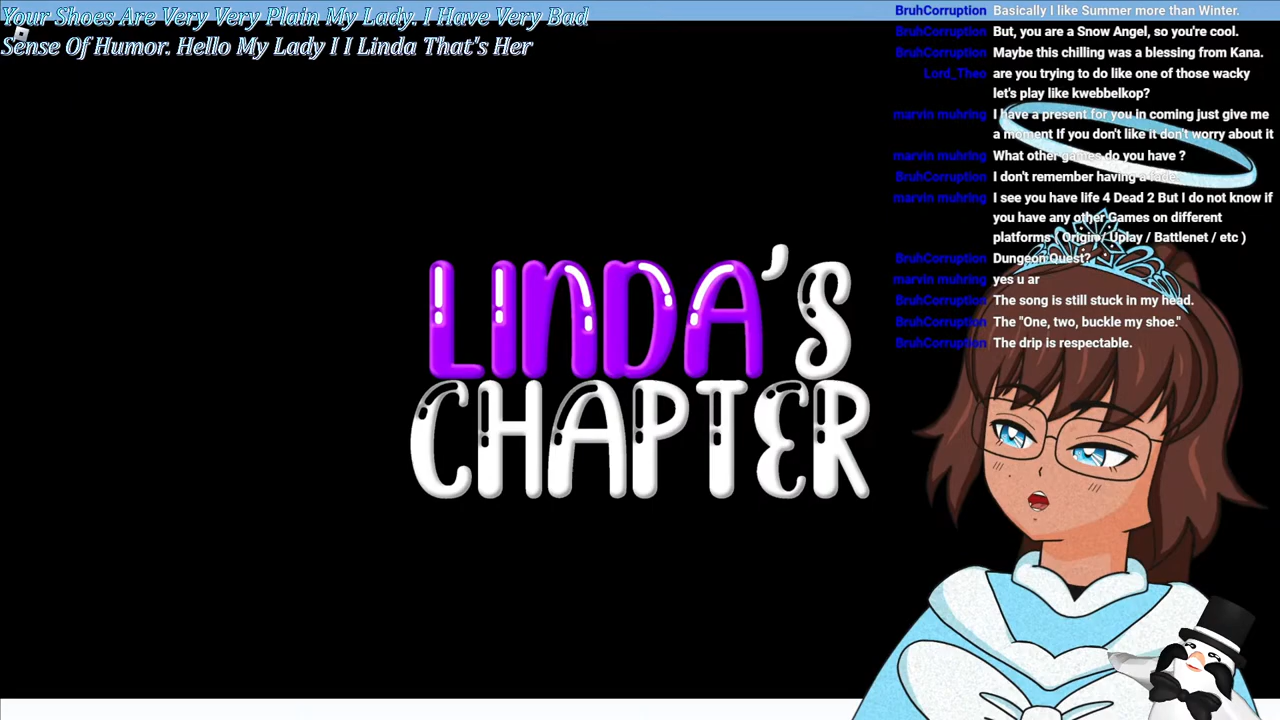 Your Shoes Are Very Very Plain My Lady. I Have Very Bad
Sense Of Humor. Hello My Lady I I Linda That's Her
BruhCorruption Basically I like Summer more than Winter.
BruhCorruption But, you are a Snow Angel, so you're cool.
BruhCorruption Maybe this chilling was a blessing from Kana.
Lord_Theo are you trying to do like one of those wacky
let's play like kwebbelkop?
marvin muhring I have a present for you in coming just give me
a moment If you don't like it don't worry about it
marvin muhring What other games do you have ?
BruhCorruption I don't remember having a fade.
marvin muhring I see you have life 4 Dead 2 But I do not know if
you have any other Games on different
platforms ( Origin / Uplay / Battlenet / etc )
BruhCorruption Dungeon Quest?
marvin muhring yes u ar
BruhCorruption The song is still stuck in my head.
BruhCorruption The "One, two, buckle my shoe."
BruhCorruption The drip is respectable.
LINDA'S
CHAPTER